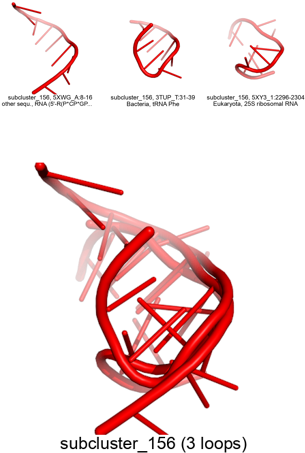 subcluster_156, 5XWG_A:8-16
other sequ., RNA (5'-R(P*GP*GP...
subcluster_156, 3TUP_T:31-39
Bacteria, tRNA Phe
subcluster_156, 5XY3_1:2298-2304
Eukaryota, 25S ribosomal RNA
subcluster_156 (3 loops)